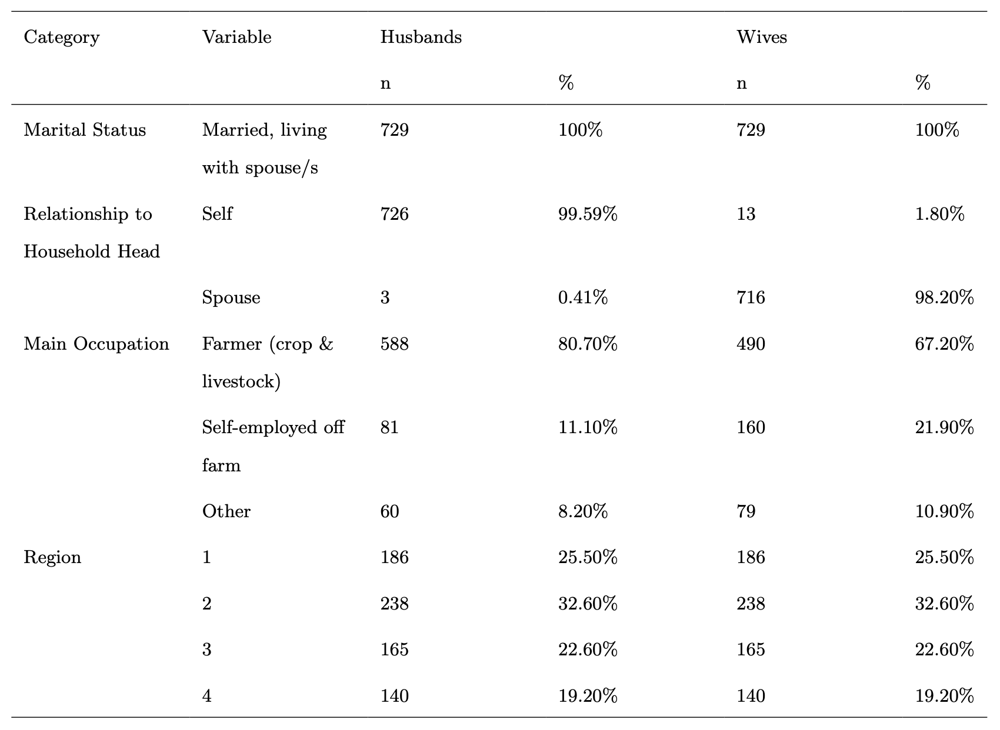 Category Variable Husbands Wives
n % n %
Marital Status Married, living 729 100% 729 100%
with spouse/s
Relationship to Self 726 99.59% 13 1.80%
Household Head
Spouse 3 0.41% 716 98.20%
Main Occupation Farmer (crop & 588 80.70% 490 67.20%
livestock)
Self-employed off 81 11.10% 160 21.90%
farm
Other 60 8.20% 79 10.90%
Region 1 186 25.50% 186 25.50%
2 238 32.60% 238 32.60%
3 165 22.60% 165 22.60%
4 140 19.20% 140 19.20%